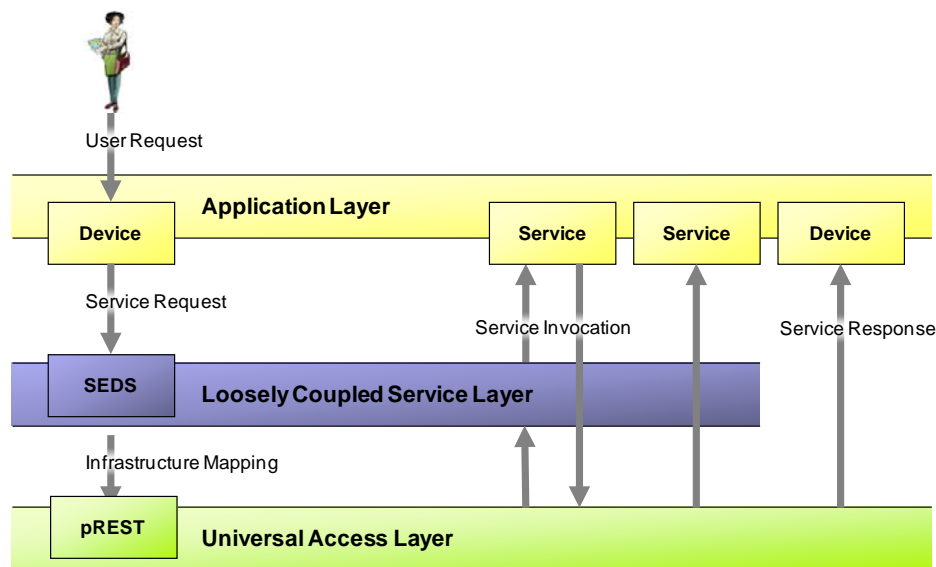 User Request
Application Layer
Device
Service
Service
Device
Service Request
Service Invocation
Service Response
SEDS
Loosely Coupled Service Layer
Infrastructure Mapping
pREST
Universal Access Layer